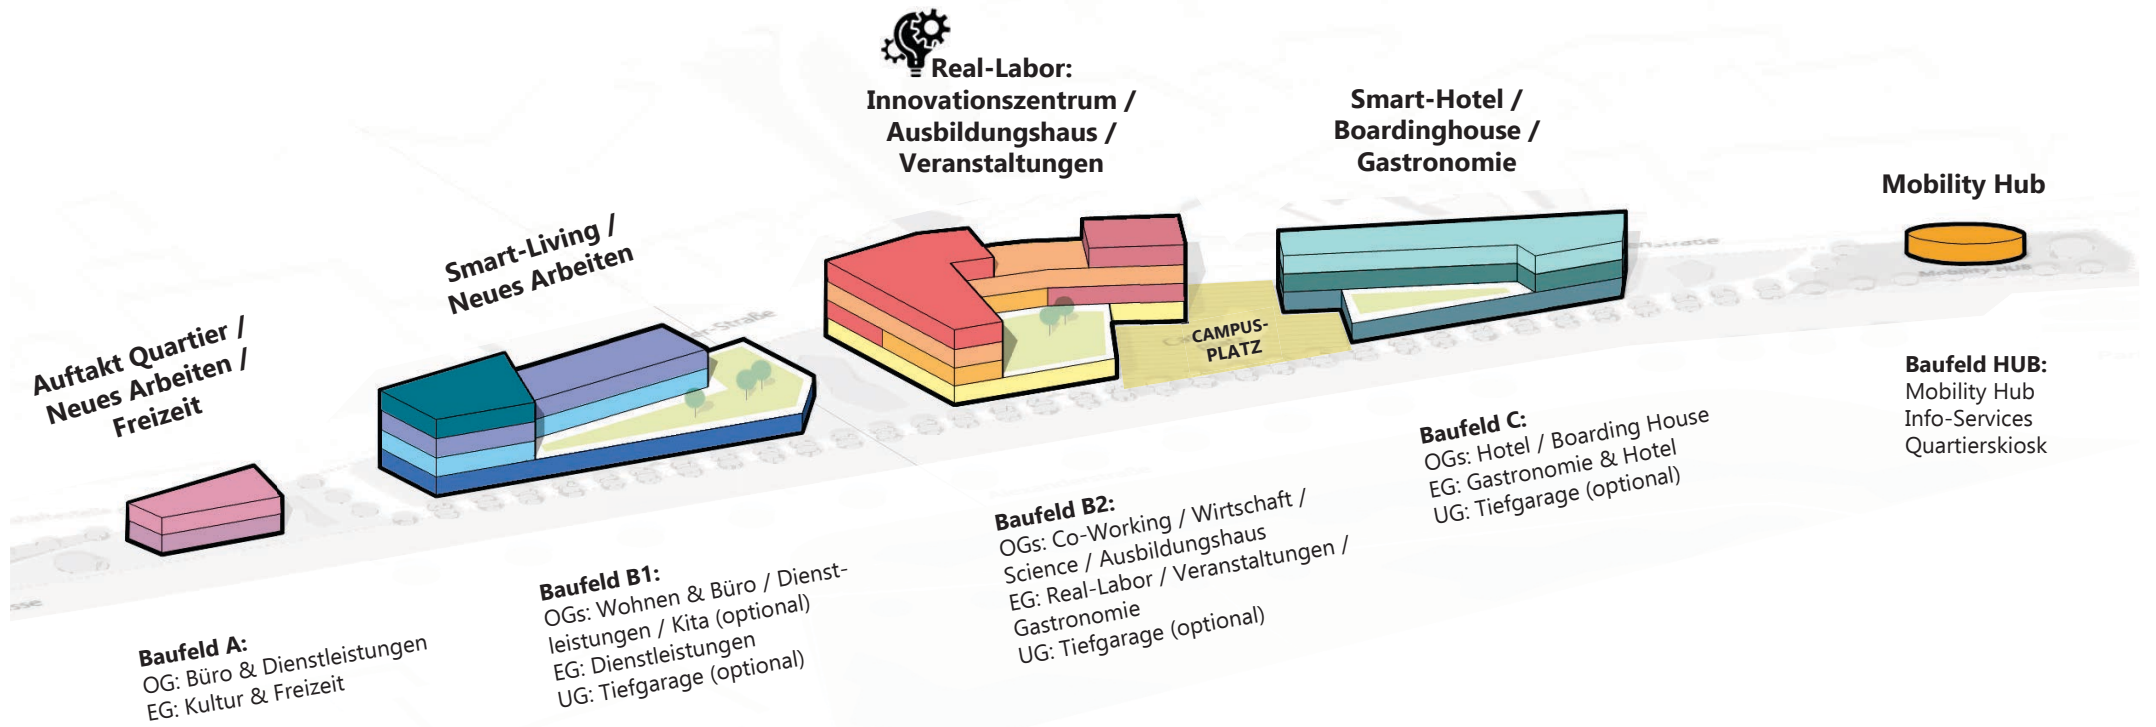 Real-Labor:
Innovationszentrum /
Ausbildungshaus /
Veranstaltungen
Smart-Hotel /
Boardinghouse /
Gastronomie
Mobility Hub
Smart-Living /
Neues Arbeiten
Auftakt Quartier /
Neues Arbeiten /
Freizeit
CAMPUS-
PLATZ
Mobility HUB
Baufeld HUB:
Mobility Hub
Info-Services
Quartierskiosk
Baufeld C:
OGs: Hotel / Boarding House
EG: Gastronomie & Hotel
UG: Tiefgarage (optional)
Baufeld B2:
OGs: Co-Working / Wirtschaft /
Science / Ausbildungshaus
EG: Real-Labor / Veranstaltungen /
Gastronomie
UG: Tiefgarage (optional)
Baufeld B1:
OGs: Wohnen & Büro / Dienst-
leistungen / Kita (optional)
EG: Dienstleistungen
UG: Tiefgarage (optional)
Baufeld A:
OG: Büro & Dienstleistungen
EG: Kultur & Freizeit